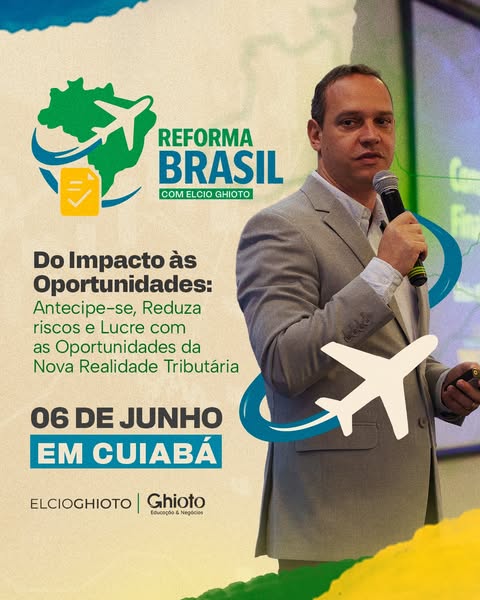 REFORMA
BRASIL
COM ELCIO GHIOTO
Do Impacto às
Oportunidades:
Antecipe-se, Reduza
riscos e Lucre com
as Oportunidades da
Nova Realidade Tributária
06 DE JUNHO
EM CUIABÁ
ELCIOGHIOTO
Ghioto
Educação & Negócios